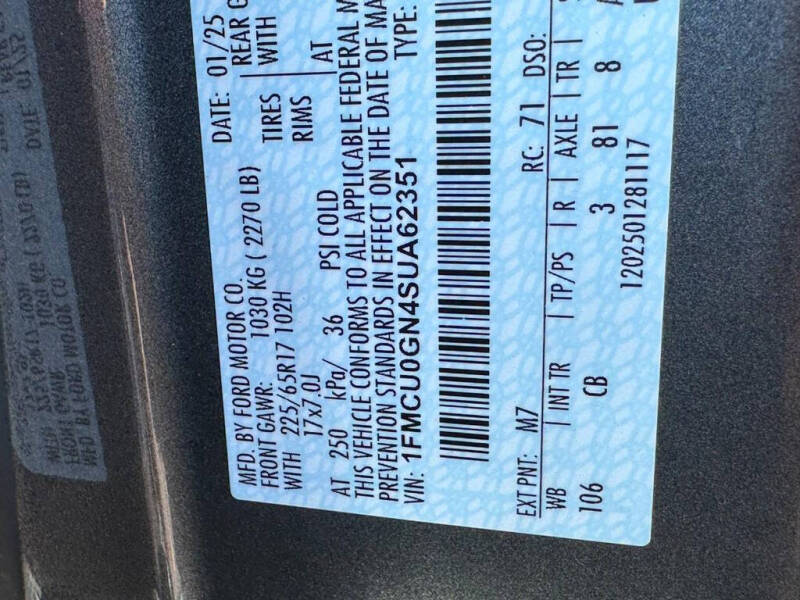 MFD. BY FORD MOTOR CO.
DATE: 01/25
FRONT GAWR: 1030 KG ( 2270 LB)
REAR G
WITH 225/65R17 102H TIRES WITH
17x7.0J RIMS
AT 250 kPa/ 36 PSI COLD AT
THIS VEHICLE CONFORMS TO ALL APPLICABLE FEDERAL
PREVENTION STANDARDS IN EFFECT ON THE DATE OF MA
VIN: 1FMCU0GN4SUA62351 TYPE:
EXT PNT: M7 RC: 71 DSO:
WB | INT TR | TP/PS | R | AXLE | TR |
106 CB 3 81 8
1202501281117